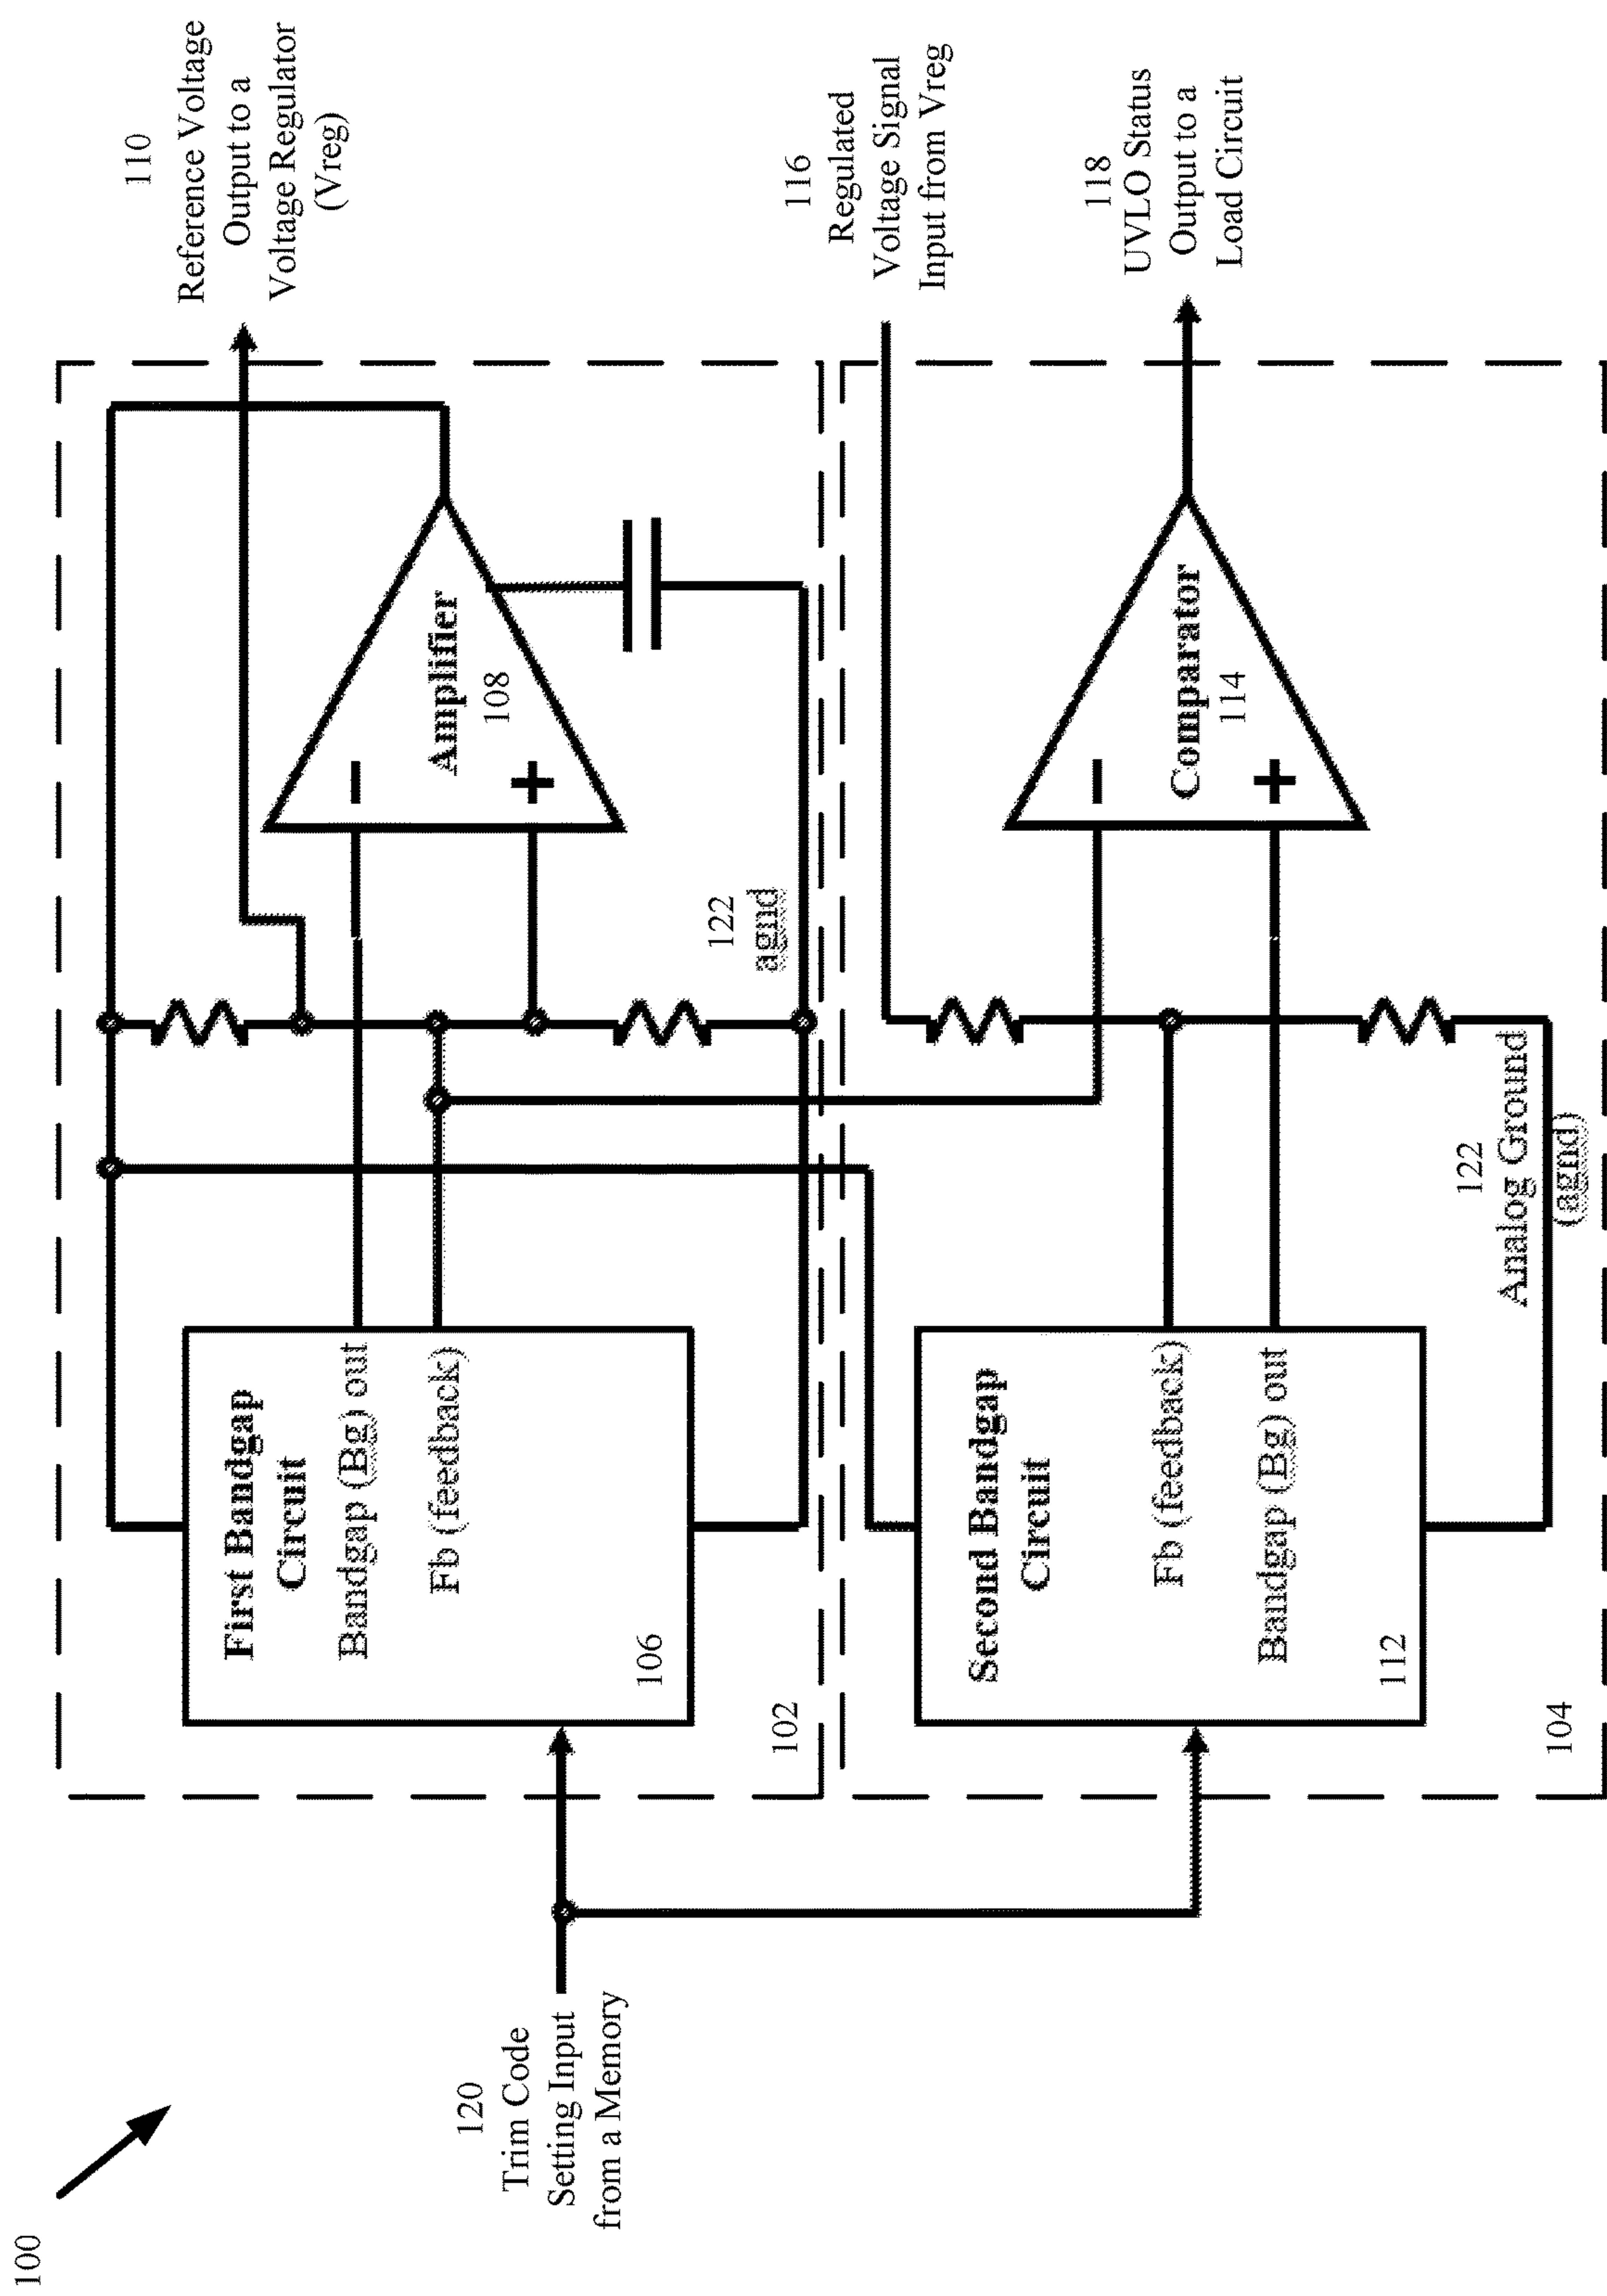 100
120
Trim Code
Setting Input
from a Memory
102
First Bandgap
Circuit
Bandgap (Bg) out
Fb (feedback)
106
122
agnd
Amplifier
108
−
+
110
Reference Voltage
Output to a
Voltage Regulator
(Vreg)
104
Second Bandgap
Circuit
Fb (feedback)
Bandgap (Bg) out
112
122
Analog Ground
(agnd)
Comparator
114
−
+
116
Regulated
Voltage Signal
Input from Vreg
118
UVLO Status
Output to a
Load Circuit